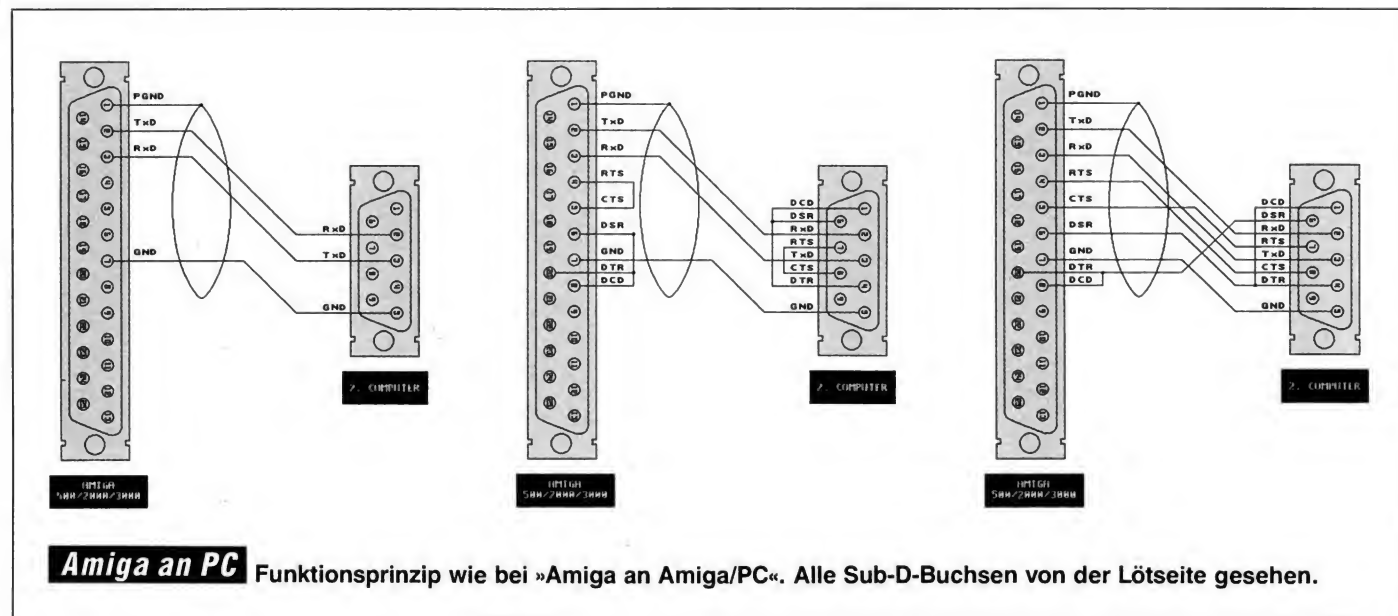 PGND
TxD
RxD
GND
RxD
TxD
GND
2. COMPUTER
AMIGA
500/2000/3000
PGND
TxD
RxD
RTS
CTS
DSR
GND
DTR
DCD
DCD
DSR
RxD
RTS
TxD
CTS
DTR
GND
2. COMPUTER
AMIGA
500/2000/3000
PGND
TxD
RxD
RTS
CTS
DSR
GND
DTR
DCD
DCD
DSR
RxD
RTS
TxD
CTS
DTR
GND
2. COMPUTER
AMIGA
500/2000/3000
Amiga an PC Funktionsprinzip wie bei »Amiga an Amiga/PC«. Alle Sub-D-Buchsen von der Lötseite gesehen.